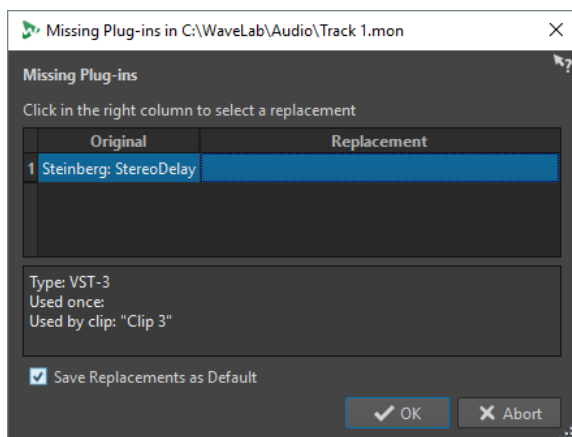 Missing Plug-ins in C:\WaveLab\Audio\Track 1.mon
Missing Plug-ins
Click in the right column to select a replacement
Original Replacement
1 Steinberg: StereoDelay
Type: VST-3
Used once:
Used by clip: "Clip 3"
Save Replacements as Default
OK Abort